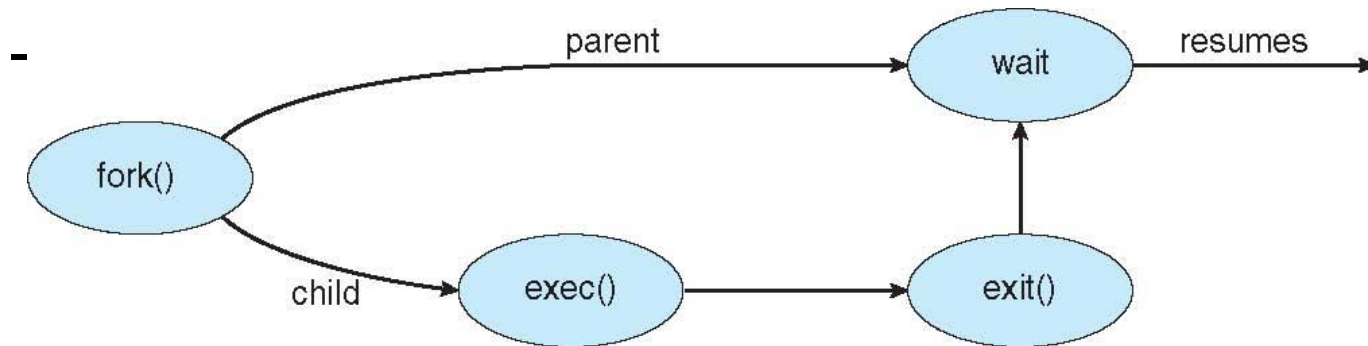 -
parent
wait
resumes
fork()
child
exec()
exit()